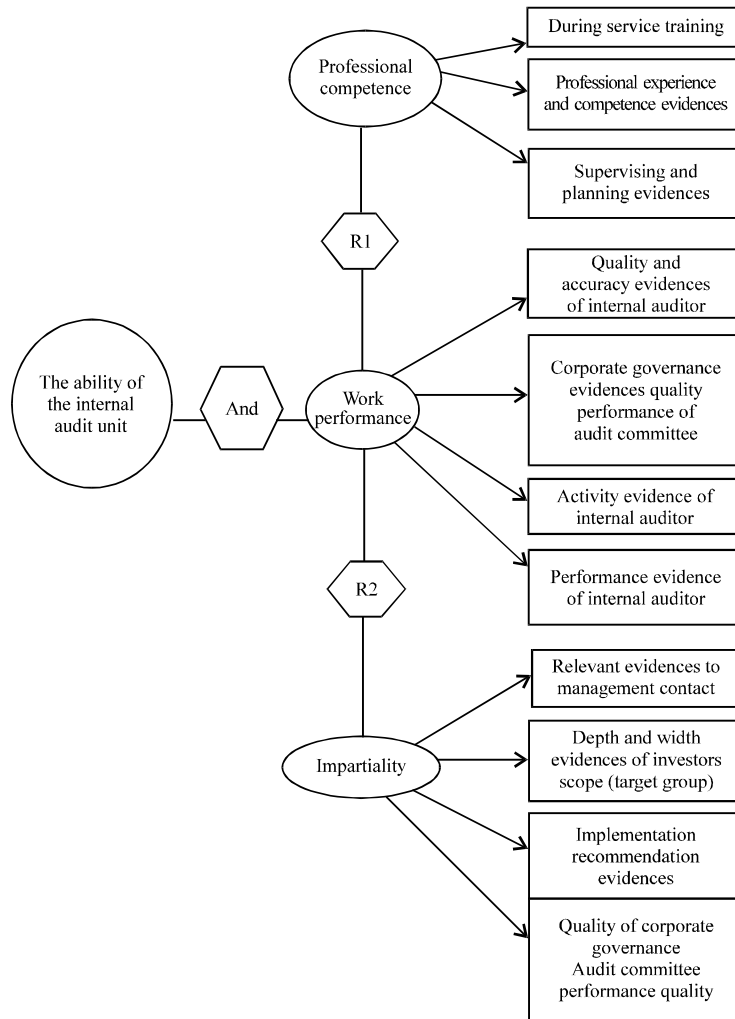 During service training
Professional
competence
Professional experience
and competence evidences
Supervising and
planning evidences
R1
Quality and
accuracy evidences
of internal auditor
The ability of
the internal
audit unit
And
Work
performance
Corporate governance
evidences quality
performance of
audit committee
Activity evidence of
internal auditor
R2
Performance evidence
of internal auditor
Relevant evidences to
management contact
Impartiality
Depth and width
evidences of investors
scope (target group)
Implementation
recommendation
evidences
Quality of corporate
governance
Audit committee
performance quality